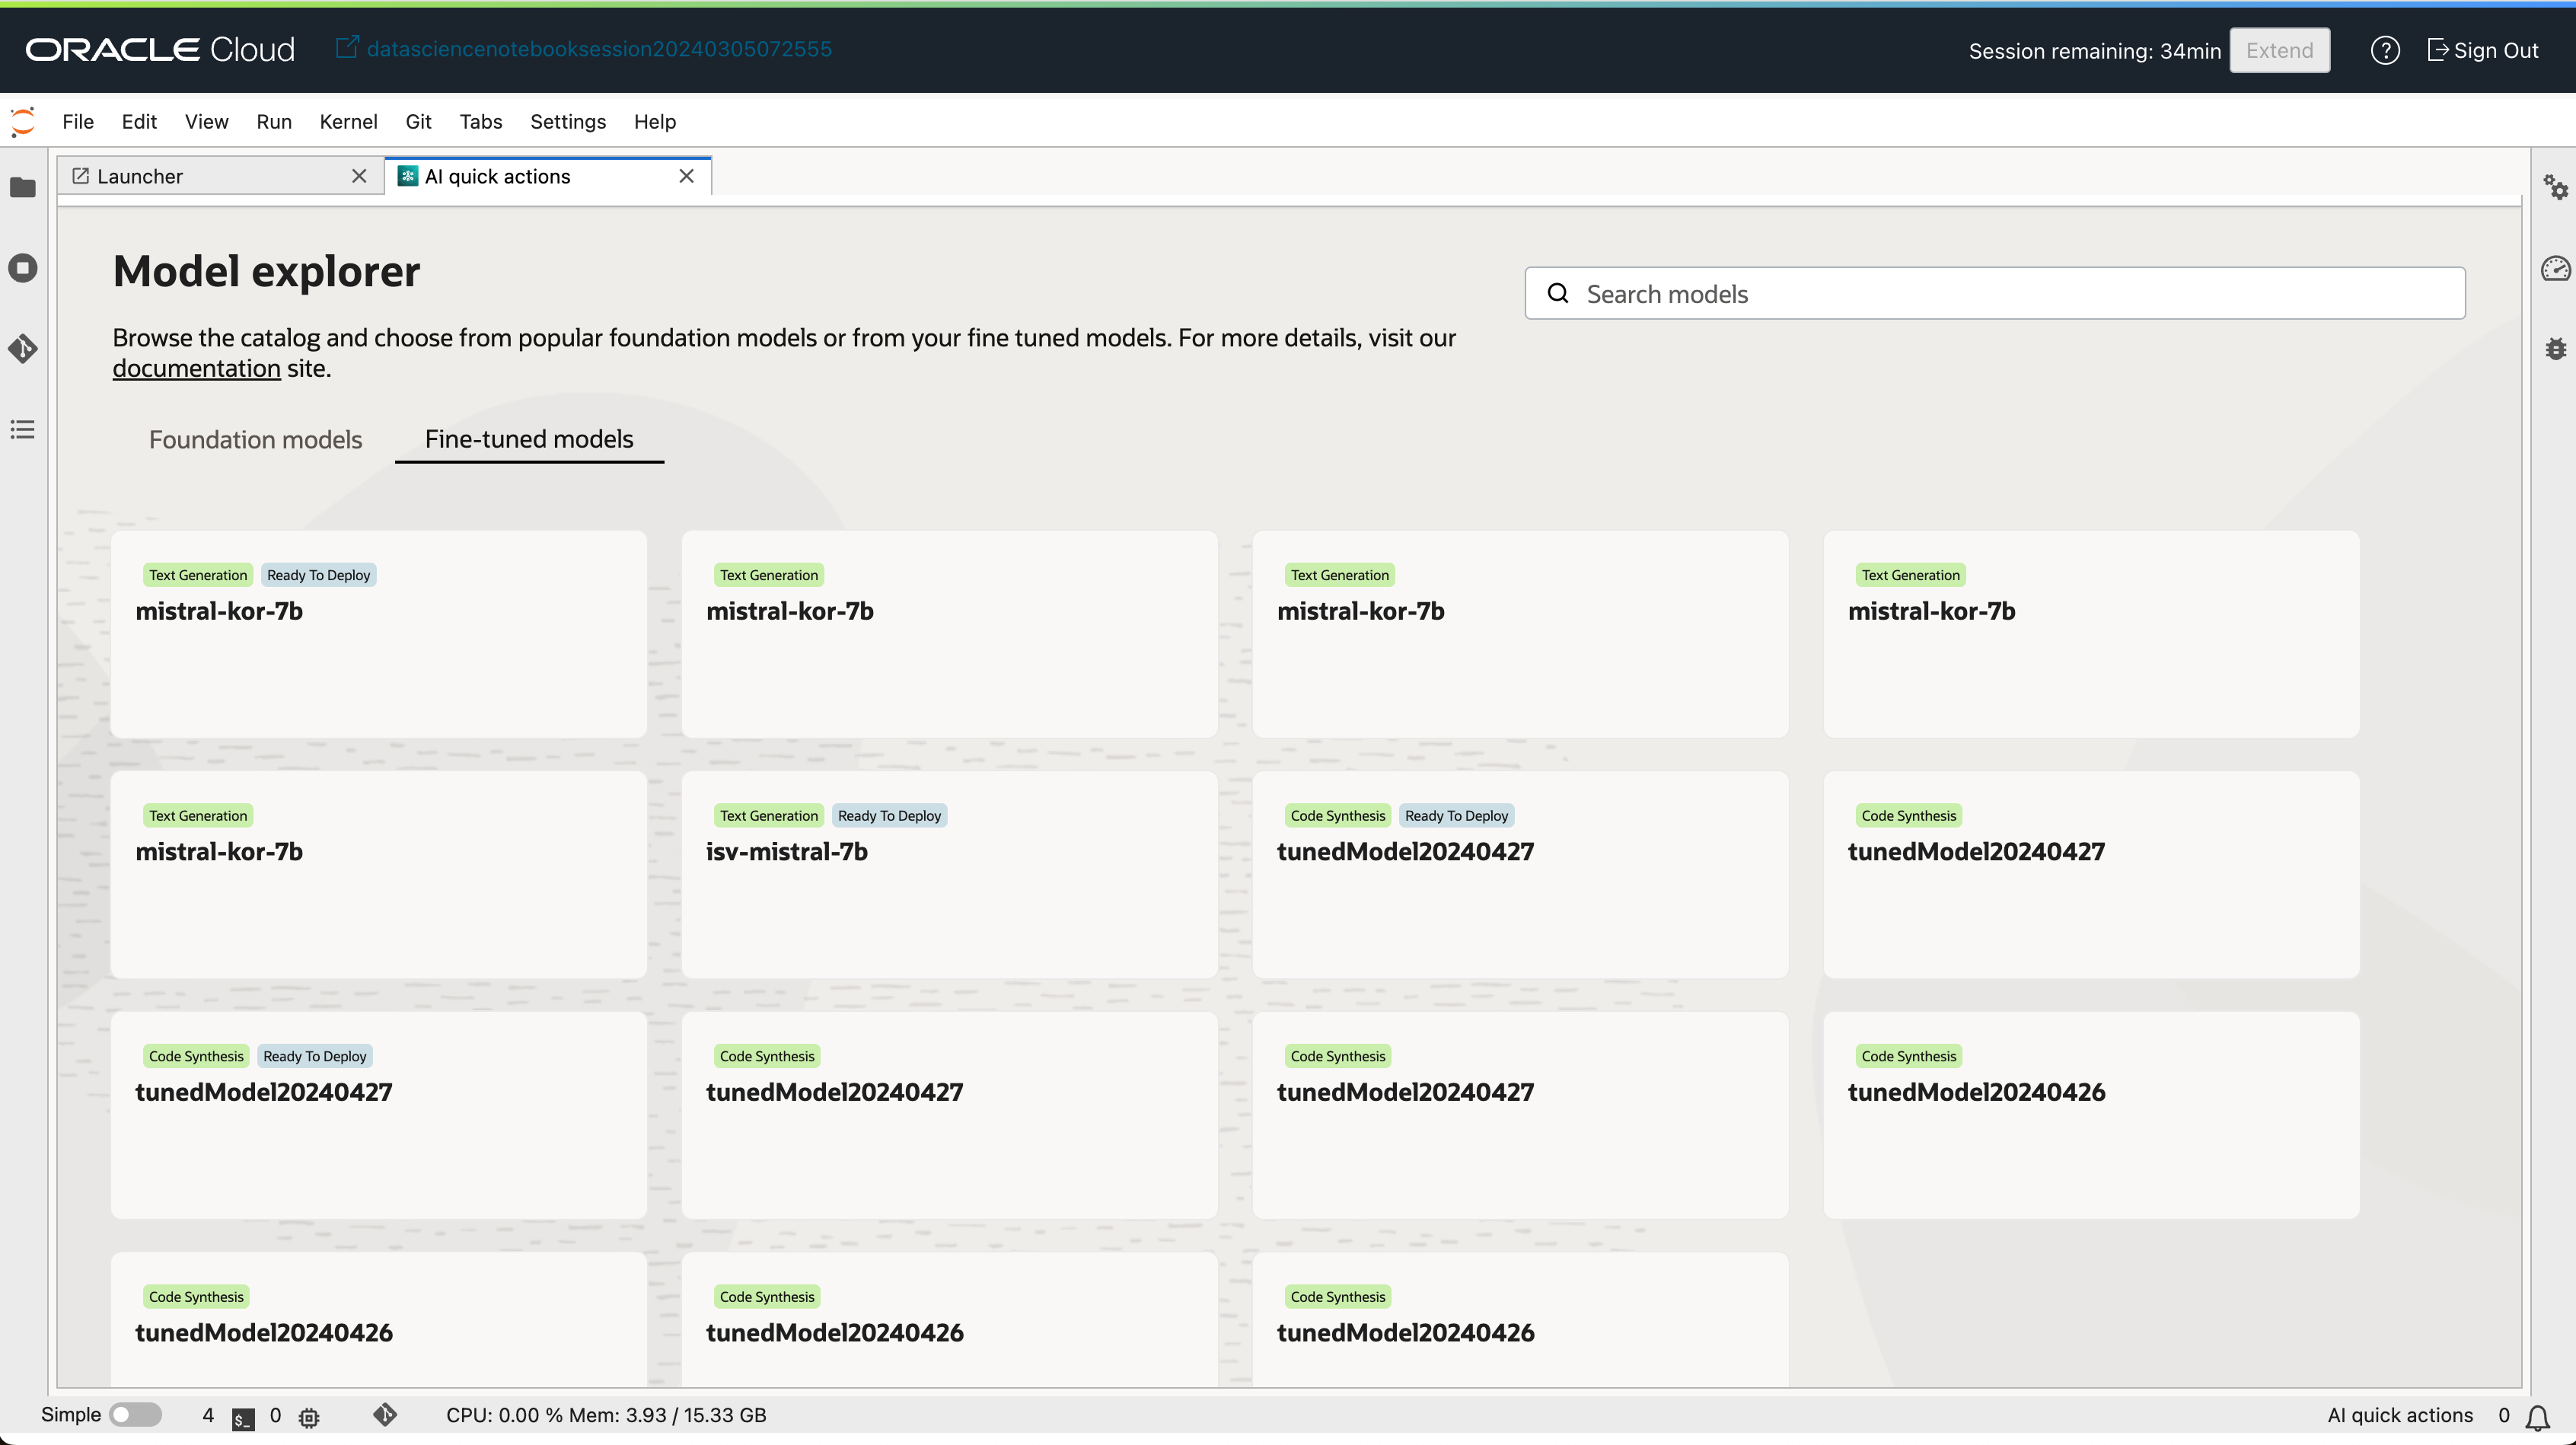 ORACLE Cloud
datasciencenotebooksession20240305072555
Session remaining: 34min
Extend
?
Sign Out
File Edit View Run Kernel Git Tabs Settings Help
Launcher
AI quick actions
Model explorer
Search models
Browse the catalog and choose from popular foundation models or from your fine tuned models. For more details, visit our
documentation site.
Foundation models
Fine-tuned models
Text Generation Ready To Deploy
mistral-kor-7b
Text Generation
mistral-kor-7b
Text Generation
mistral-kor-7b
Text Generation
mistral-kor-7b
Text Generation
mistral-kor-7b
Text Generation Ready To Deploy
isv-mistral-7b
Code Synthesis Ready To Deploy
tunedModel20240427
Code Synthesis
tunedModel20240427
Code Synthesis Ready To Deploy
tunedModel20240427
Code Synthesis
tunedModel20240427
Code Synthesis
tunedModel20240427
Code Synthesis
tunedModel20240426
Code Synthesis
tunedModel20240426
Code Synthesis
tunedModel20240426
Code Synthesis
tunedModel20240426
Simple 4 $_ 0 CPU: 0.00 % Mem: 3.93 / 15.33 GB AI quick actions 0